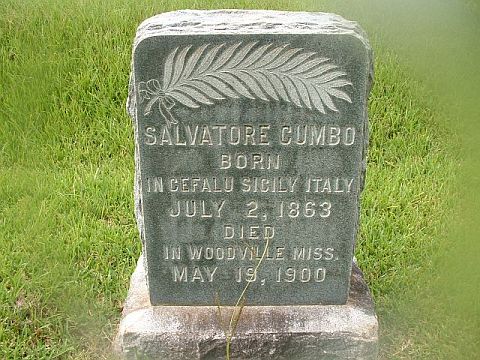 SALVATORE CUMBO
BORN
IN CEFALU SICILY ITALY
JULY 2, 1863
DIED
IN WOODVILLE MISS.
MAY 19, 1900